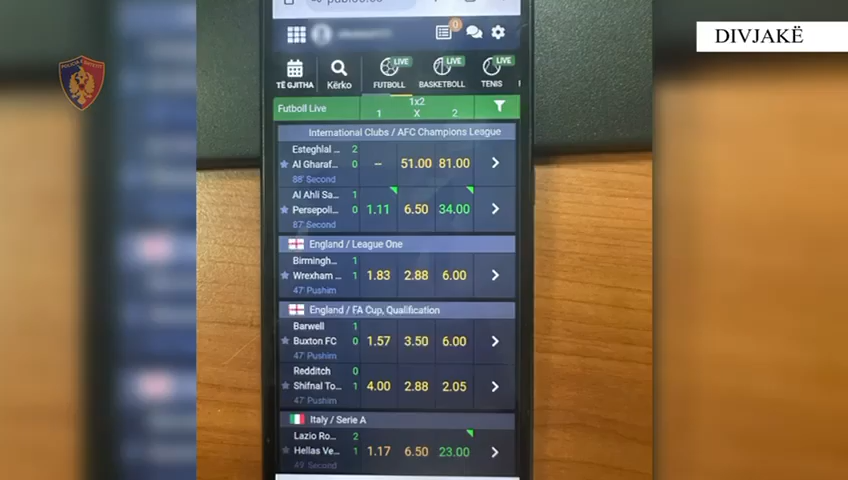 DIVJAKË
0
LIVE LIVE LIVE
TË GJITHA Kërko FUTBOLL BASKETBOLL TENIS
Futboll Live 1x2
1 X 2
International Clubs / AFC Champions League
Esteghlal ... 2
Al Gharaf... 0 -- 51.00 81.00
88' Second
Al Ahli Sa... 1
Persepoli... 0 1.11 6.50 34.00
87' Second
England / League One
Birmingh... 1
Wrexham ... 1 1.83 2.88 6.00
47' Pushim
England / FA Cup, Qualification
Barwell 1
Buxton FC 0 1.57 3.50 6.00
47' Pushim
Redditch 0
Shifnal To... 1 4.00 2.88 2.05
47' Pushim
Italy / Serie A
Lazio Ro... 2
Hellas Ve... 1 1.17 6.50 23.00
49' Second